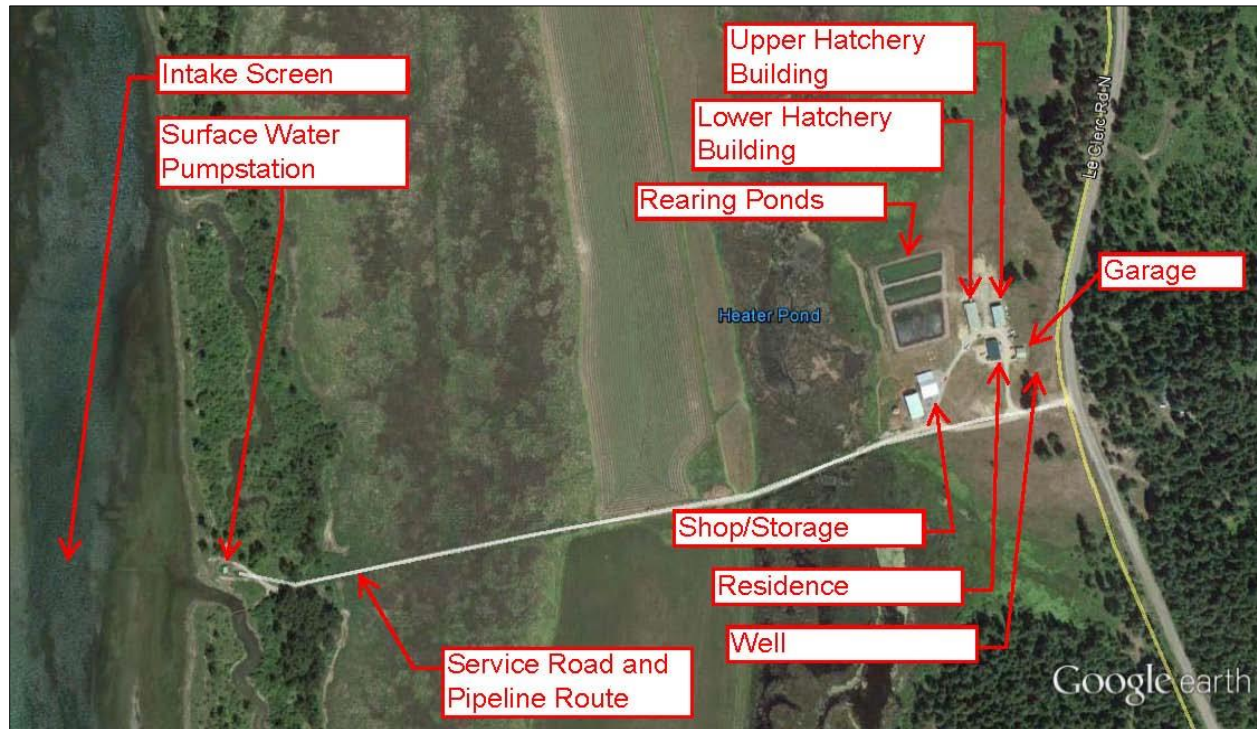 Intake Screen
Surface Water
Pumpstation
Upper Hatchery
Building
Lower Hatchery
Building
Rearing Ponds
Le Clerc Rd N
Garage
Heater Pond
Shop/Storage
Residence
Well
Service Road and
Pipeline Route
Google earth